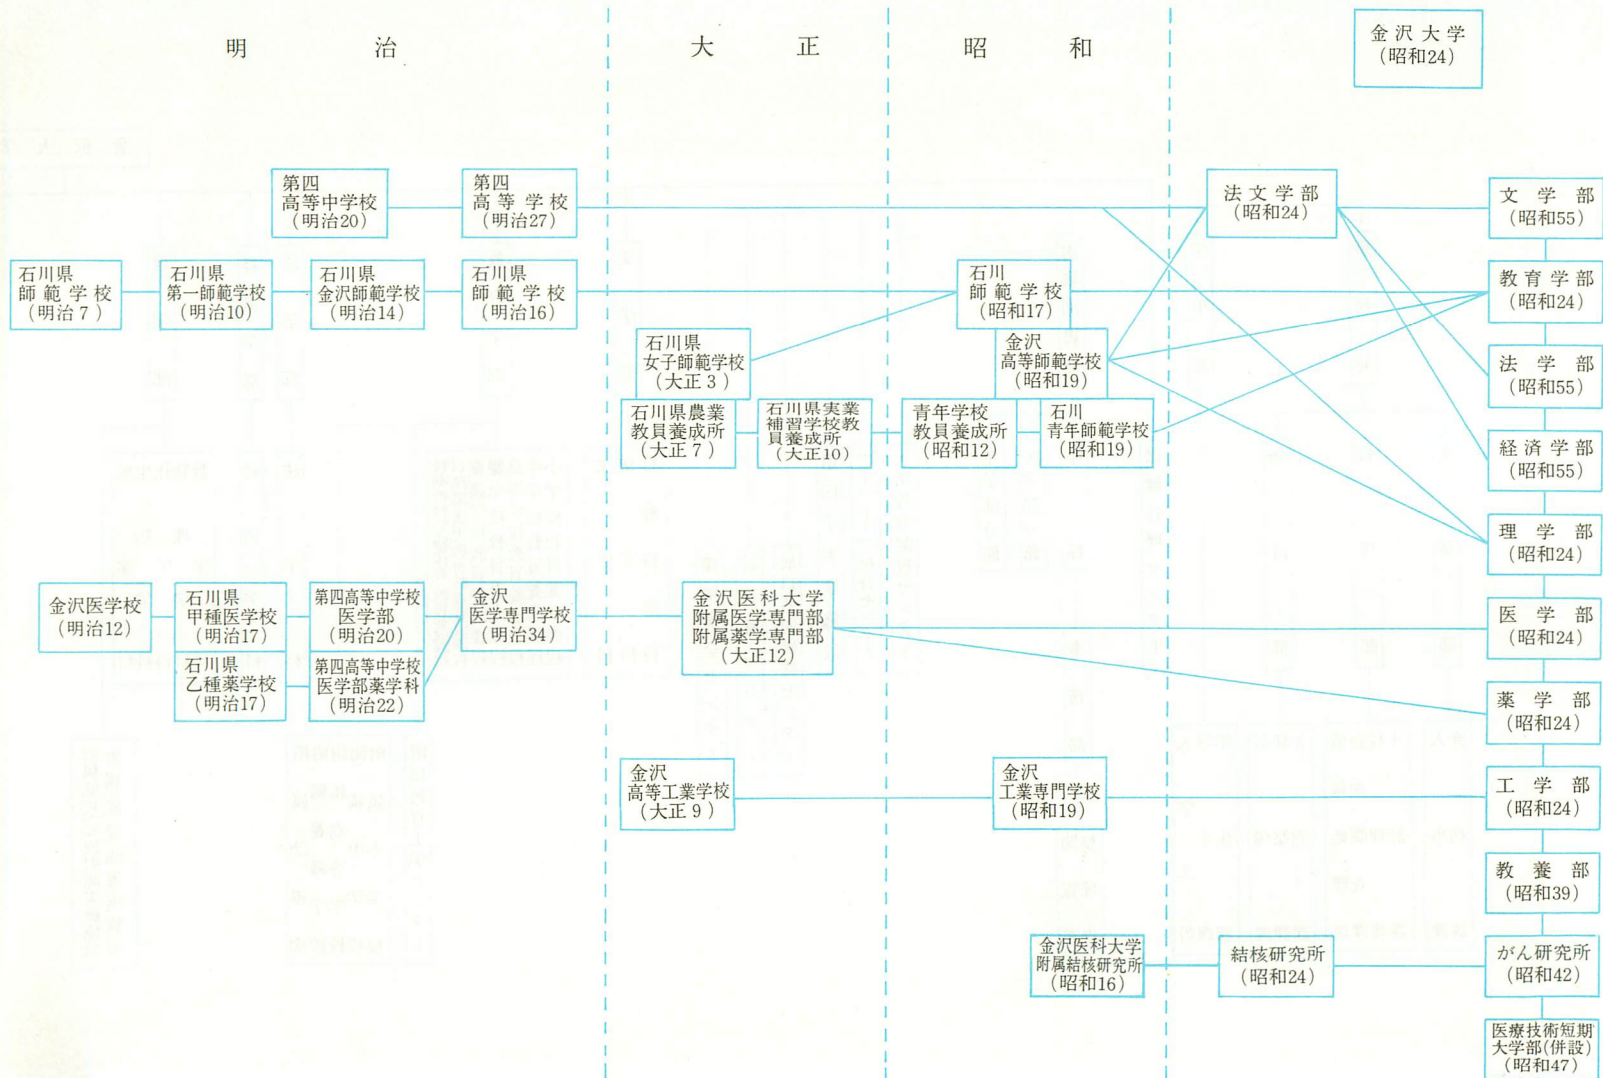 明治
大正
昭和
金沢大学
(昭和24)
第四
高等中学校
(明治20)
第四
高等学校
(明治27)
法文学部
(昭和24)
文学部
(昭和55)
石川県
師範学校
(明治7)
石川県
第一師範学校
(明治10)
石川県
金沢師範学校
(明治14)
石川県
師範学校
(明治16)
石川
師範学校
(昭和17)
教育学部
(昭和24)
石川県
女子師範学校
(大正3)
金沢
高等師範学校
(昭和19)
法学部
(昭和55)
石川県農業
教員養成所
(大正7)
石川県実業
補習学校教
員養成所
(大正10)
青年学校
教員養成所
(昭和12)
石川
青年師範学校
(昭和19)
経済学部
(昭和55)
理学部
(昭和24)
金沢医学校
(明治12)
石川県
甲種医学校
(明治17)
第四高等中学校
医学部
(明治20)
金沢
医学専門学校
(明治34)
金沢医科大学
附属医学専門部
附属薬学専門部
(大正12)
医学部
(昭和24)
石川県
乙種薬学校
(明治17)
第四高等中学校
医学部薬学科
(明治22)
薬学部
(昭和24)
金沢
高等工業学校
(大正9)
金沢
工業専門学校
(昭和19)
工学部
(昭和24)
教養部
(昭和39)
金沢医科大学
附属結核研究所
(昭和16)
結核研究所
(昭和24)
がん研究所
(昭和42)
医療技術短期
大学部(併設)
(昭和47)